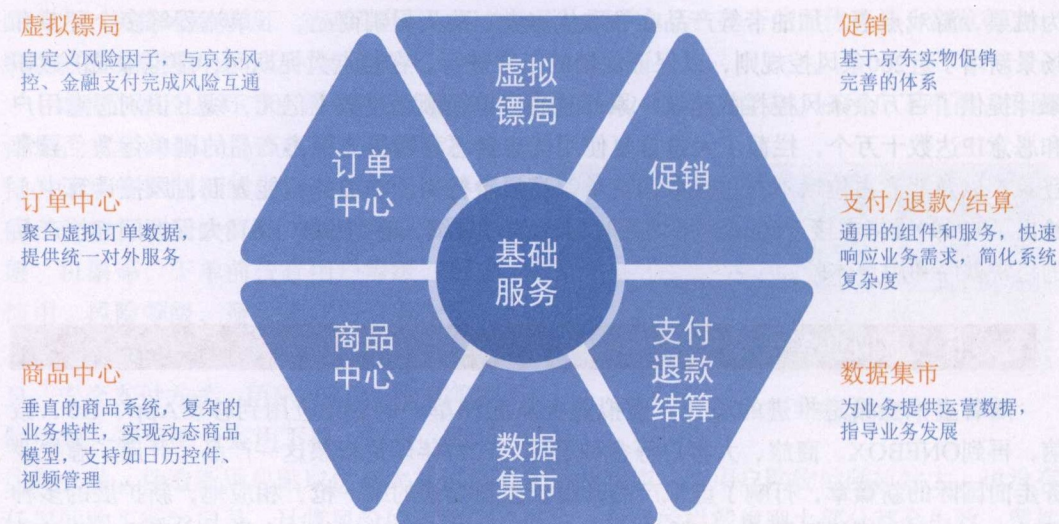 虚拟镖局
自定义风险因子，与京东风
控、金融支付完成风险互通
订单中心
聚合虚拟订单数据，
提供统一对外服务
商品中心
垂直的商品系统，复杂的
业务特性，实现动态商品
模型，支持如日历控件、
视频管理
虚拟
镖局
订单
中心
促销
基础
服务
商品
中心
支付
退款
结算
数据
集市
促销
基于京东实物促销
完善的体系
支付/退款/结算
通用的组件和服务，快速
响应业务需求，简化系统
复杂度
数据集市
为业务提供运营数据，
指导业务发展